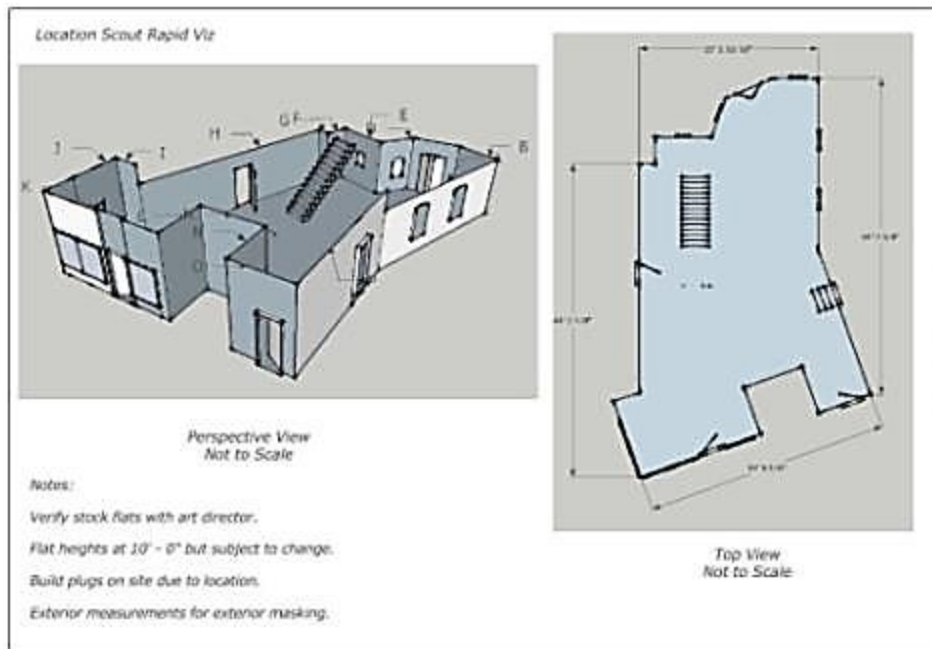 Location Scout Rapid Viz
H
G F
E
B
I
I
K
Perspective View
Not to Scale
Notes:
Verify stock flats with art director.
Flat heights at 10' - 0" but subject to change.
Build plugs on site due to location.
Exterior measurements for exterior masking.
Top View
Not to Scale